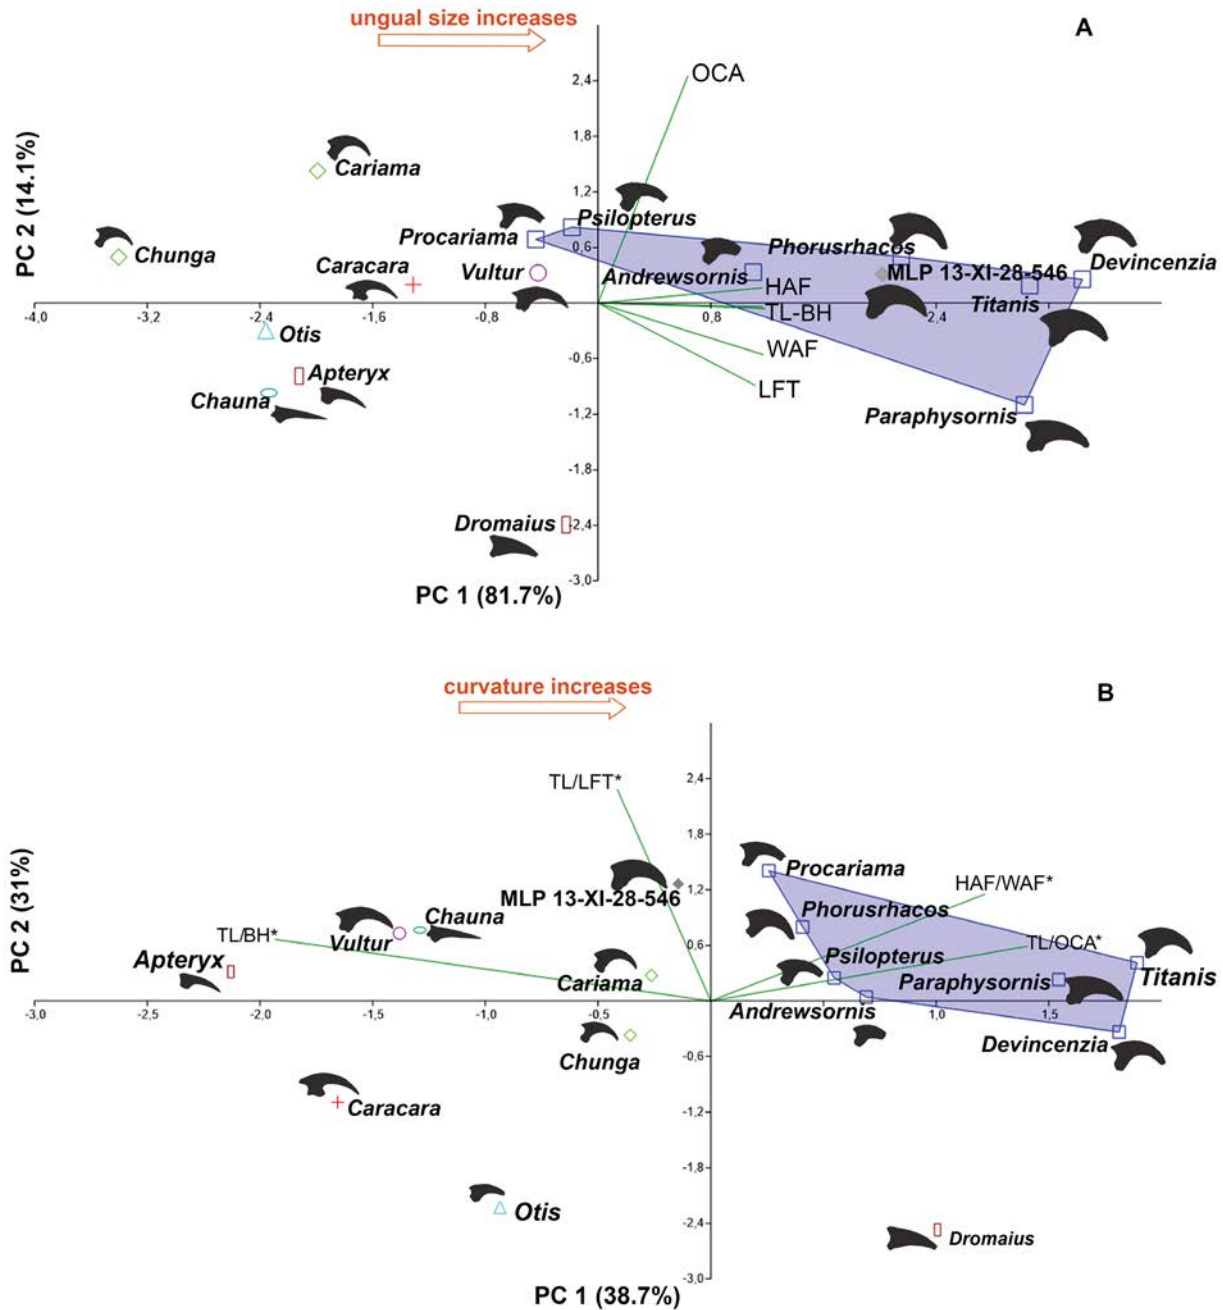 ungual size increases
A
OCA
2,4
1,8
1,2
0,6
PC 2 (14.1%)
Cariama
Chunga
Psilopterus
Procariama
Phorusrhacos
Devincenzia
Caracara
Vultur
Andrewsornis
MLP 13-XI-28-546
HAF
Titanis
TL-BH
-4,0
-3,2
-2,4
-1,6
-0,8
0,8
2,4
Otis
WAF
-0,6
Apteryx
LFT
Chauna
-1,2
Paraphysornis
-1,8
Dromaius
-2,4
-3,0
PC 1 (81.7%)
curvature increases
B
TL/LFT*
2,4
1,8
1,2
0,6
PC 2 (31%)
Procariama
HAF/WAF*
MLP 13-XI-28-546
Phorusrhacos
Chauna
TL/BH*
Vultur
TL/OCA*
Apteryx
Psilopterus
Cariama
Paraphysornis
Titanis
-3,0
-2,5
-2,0
-1,5
-1,0
-0,5
1,0
1,5
Andrewsornis
Devincenzia
Chunga
-0,6
Caracara
-1,2
-1,8
Otis
-2,4
Dromaius
-3,0
PC 1 (38.7%)